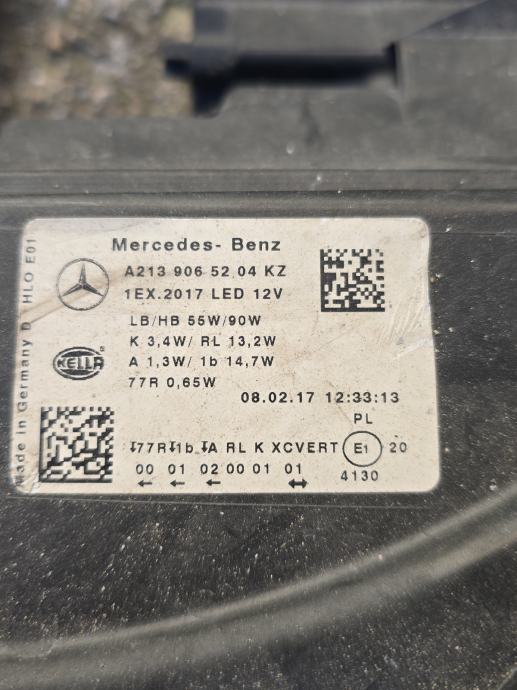 Mercedes- Benz
A213 906 52 04 KZ
1EX.2017 LED 12V
LB/HB 55W/90W
K 3,4W/ RL 13,2W
A 1,3W/ 1b 14,7W
77R 0,65W
HELLA
08.02.17 12:33:13
PL
77R 1b A RL K XCVERT E1 20
00 01 02 00 01 01 4130
← ← ← ↔
Made in Germany D HLO E01